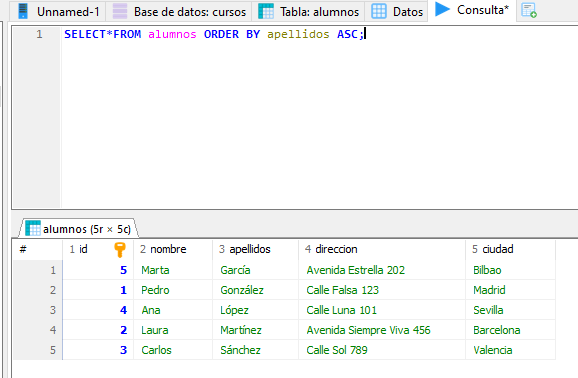 Unnamed-1 Base de datos: cursos Tabla: alumnos Datos Consulta*
1 SELECT*FROM alumnos ORDER BY apellidos ASC;
alumnos (5r × 5c)
# 1 id 2 nombre 3 apellidos 4 direccion 5 ciudad
1 5 Marta García Avenida Estrella 202 Bilbao
2 1 Pedro González Calle Falsa 123 Madrid
3 4 Ana López Calle Luna 101 Sevilla
4 2 Laura Martínez Avenida Siempre Viva 456 Barcelona
5 3 Carlos Sánchez Calle Sol 789 Valencia